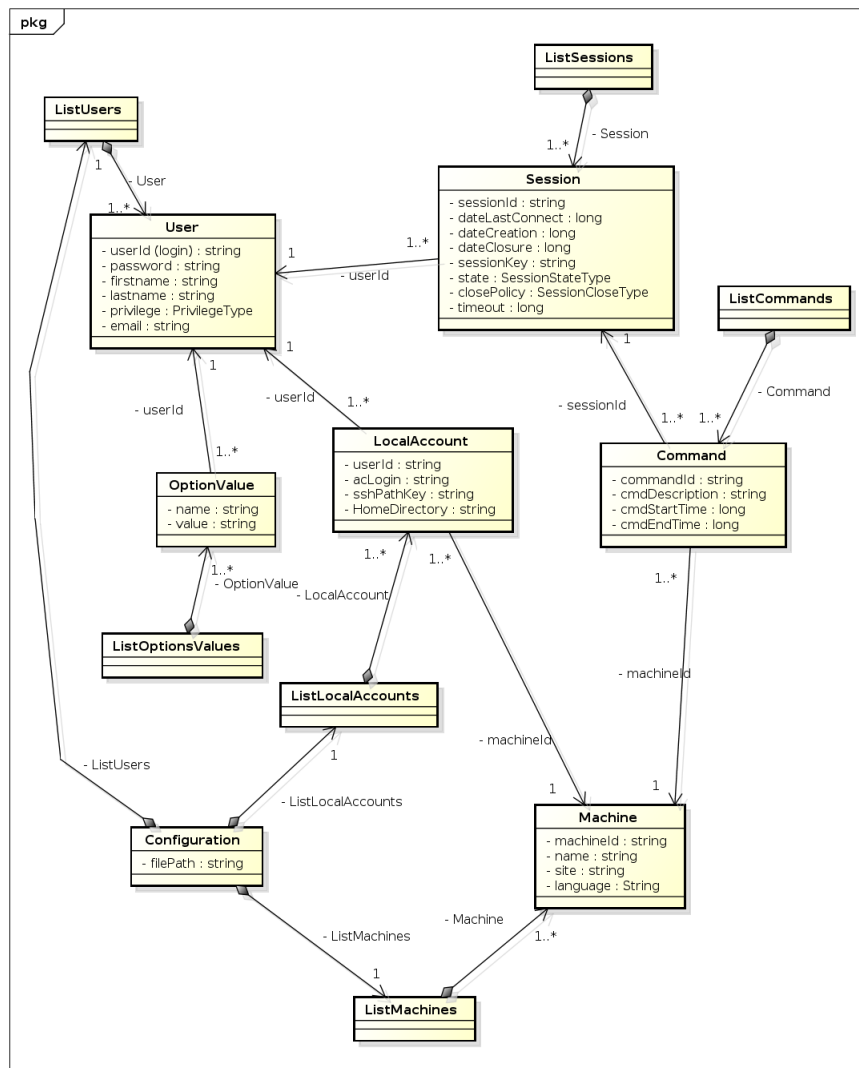 pkg
ListSessions
- Session
1..*
ListUsers
1
- User
1..*
User
- userId (login) : string
- password : string
- firstname : string
- lastname : string
- privilege : PrivilegeType
- email : string
Session
- sessionId : string
- dateLastConnect : long
- dateCreation : long
- dateClosure : long
- sessionKey : string
- state : SessionStateType
- closePolicy : SessionCloseType
- timeout : long
1
1..*
- userId
ListCommands
- Command
1..*
1
- sessionId
1..*
1
- userId
1..*
1
- userId
1..*
LocalAccount
- userId : string
- acLogin : string
- sshPathKey : string
- HomeDirectory : string
Command
- commandId : string
- cmdDescription : string
- cmdStartTime : long
- cmdEndTime : long
OptionValue
- name : string
- value : string
1..*
- OptionValue
1..*
- LocalAccount
1..*
1..*
ListOptionsValues
ListLocalAccounts
- machineId
- machineId
1
- ListUsers
- ListLocalAccounts
1
1
Configuration
- filePath : string
Machine
- machineId : string
- name : string
- site : string
- language : String
- Machine
1..*
- ListMachines
1
ListMachines